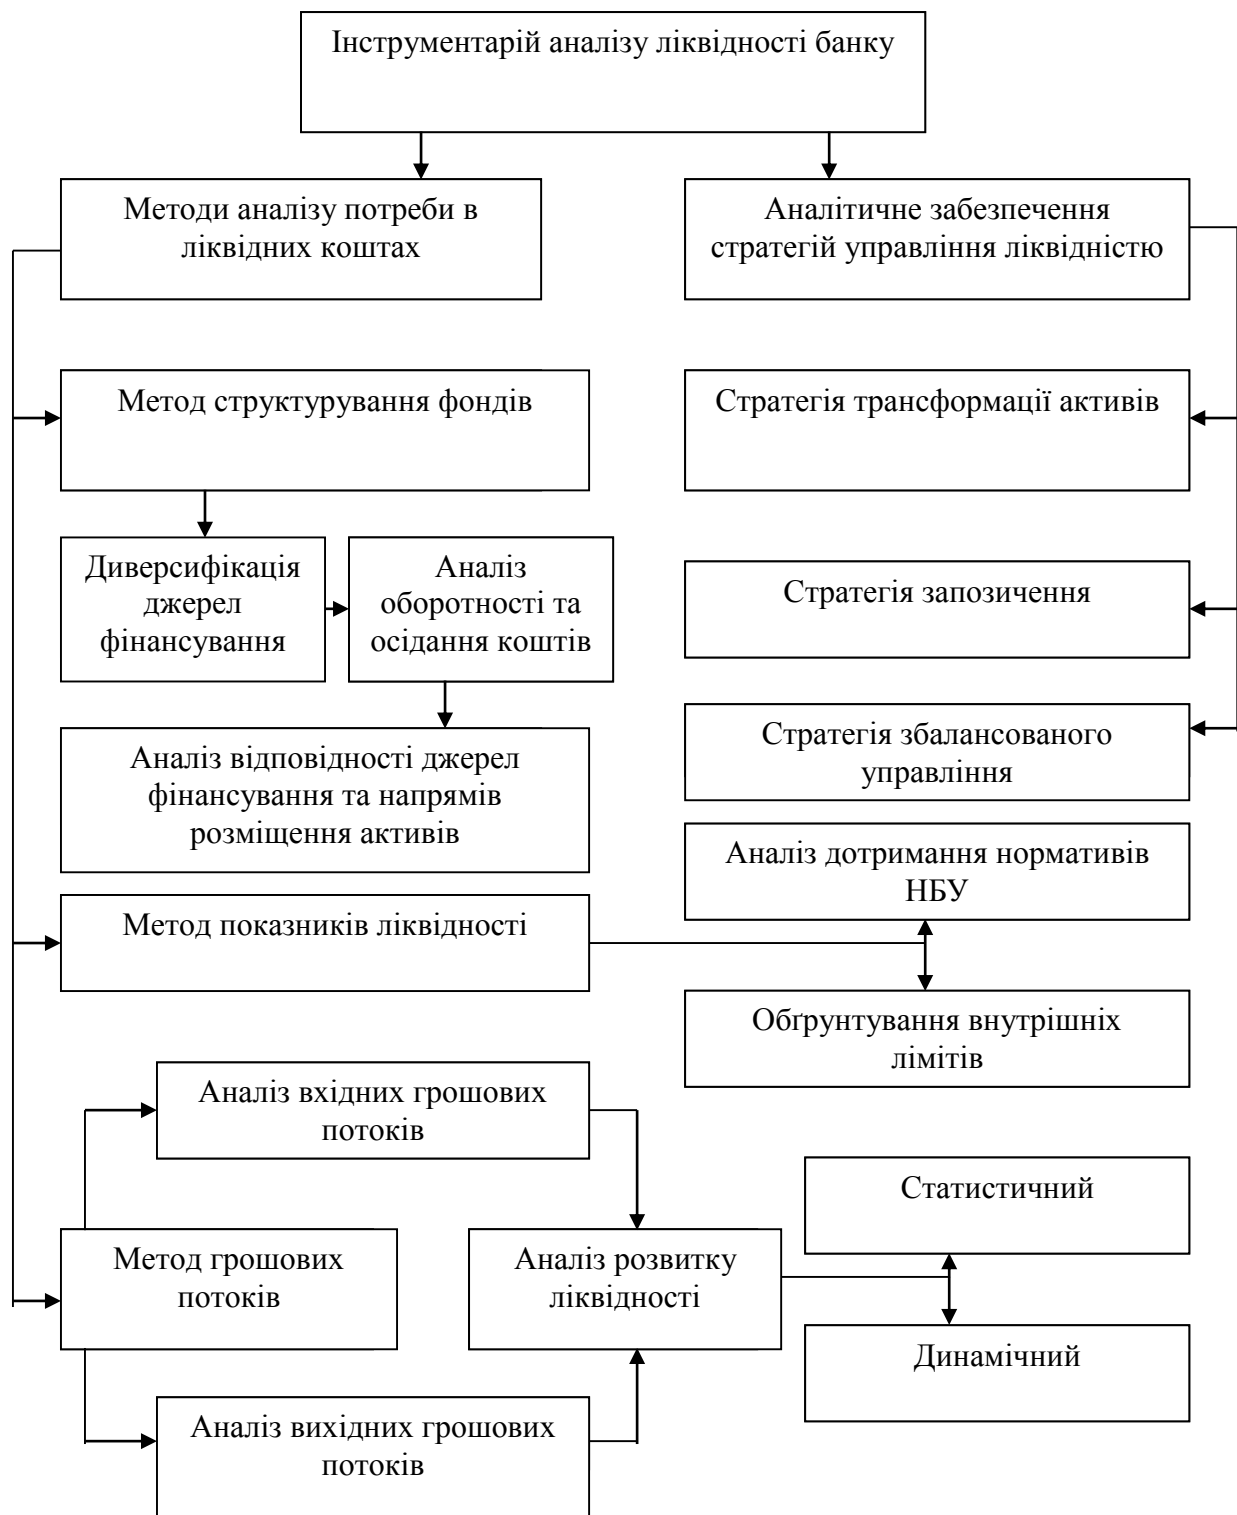 Інструментарій аналізу ліквідності банку
Методи аналізу потреби в
ліквідних коштах
Аналітичне забезпечення
стратегій управління ліквідністю
Метод структурування фондів
Стратегія трансформації активів
Диверсифікація
джерел
фінансування
Аналіз
оборотності та
осідання коштів
Стратегія запозичення
Аналіз відповідності джерел
фінансування та напрямів
розміщення активів
Стратегія збалансованого
управління
Аналіз дотримання нормативів
НБУ
Метод показників ліквідності
Обґрунтування внутрішніх
лімітів
Аналіз вхідних грошових
потоків
Статистичний
Метод грошових
потоків
Аналіз розвитку
ліквідності
Динамічний
Аналіз вихідних грошових
потоків